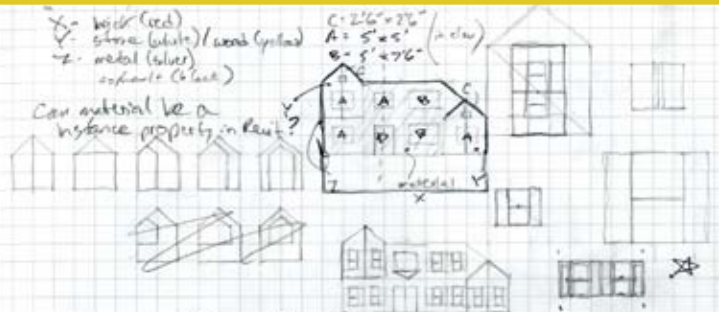 X - brick (red)
Y - stone (white) / wood (yellow)
Z - metal (silver)
asphault (black)
Can material be a
instance property in Revit?
C = 2'6" x 2'6"
A = 5' x 5'
B = 5' x 7'6"
C
C
Y
A A B
A D B A
Z
material
X
Y